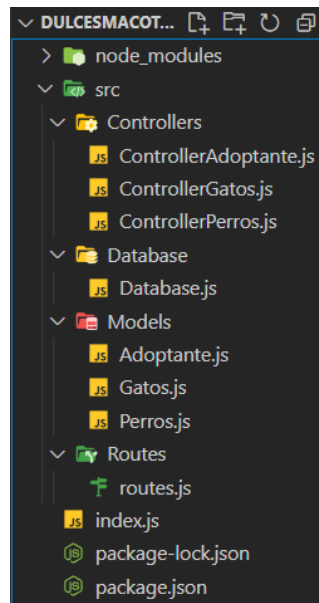 DULCESMACOT...
node_modules
src
Controllers
JS ControllerAdoptante.js
JS ControllerGatos.js
JS ControllerPerros.js
Database
JS Database.js
Models
JS Adoptante.js
JS Gatos.js
JS Perros.js
Routes
routes.js
JS index.js
package-lock.json
package.json